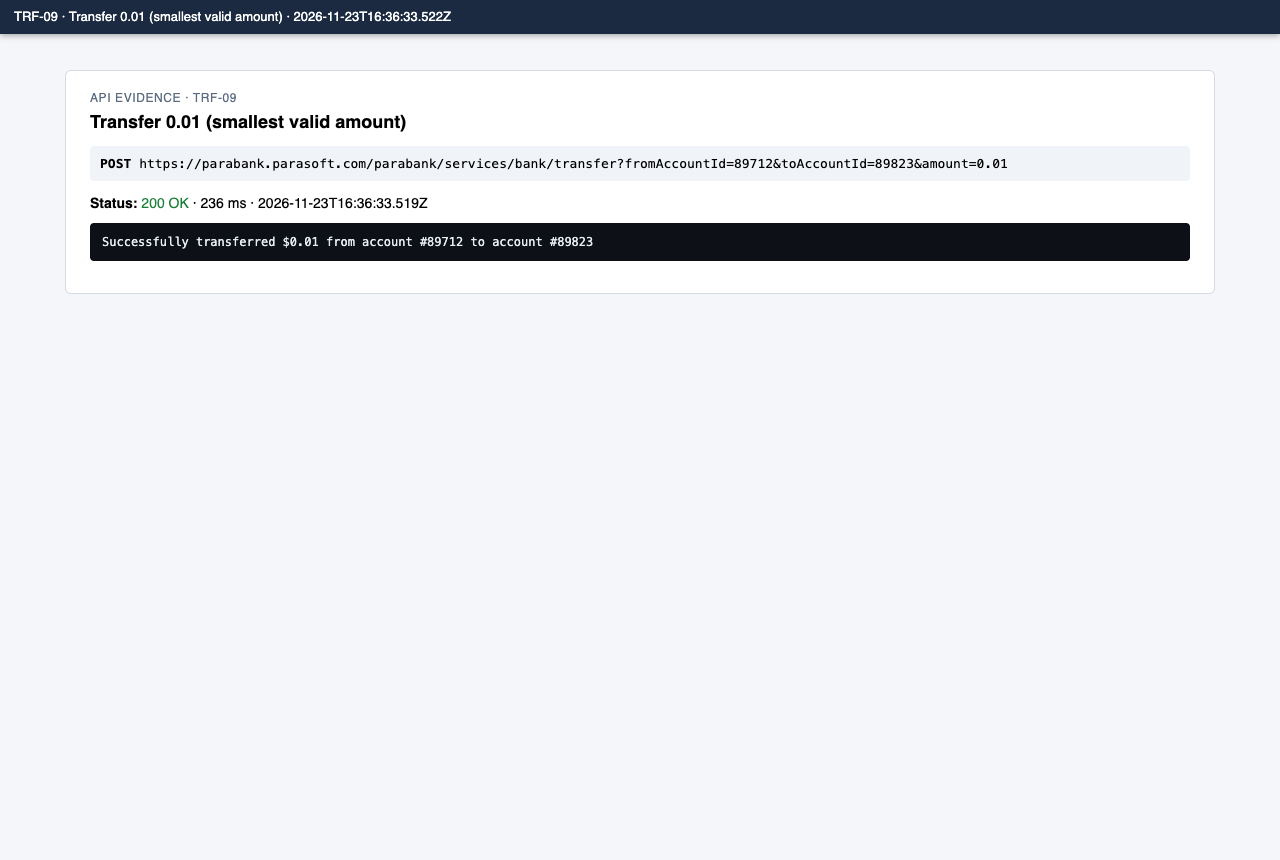 TRF-09 · Transfer 0.01 (smallest valid amount) · 2026-11-23T16:36:33.522Z
API EVIDENCE · TRF-09
Transfer 0.01 (smallest valid amount)
POST https://parabank.parasoft.com/parabank/services/bank/transfer?fromAccountId=89712&toAccountId=89823&amount=0.01
Status: 200 OK · 236 ms · 2026-11-23T16:36:33.519Z
Successfully transferred $0.01 from account #89712 to account #89823